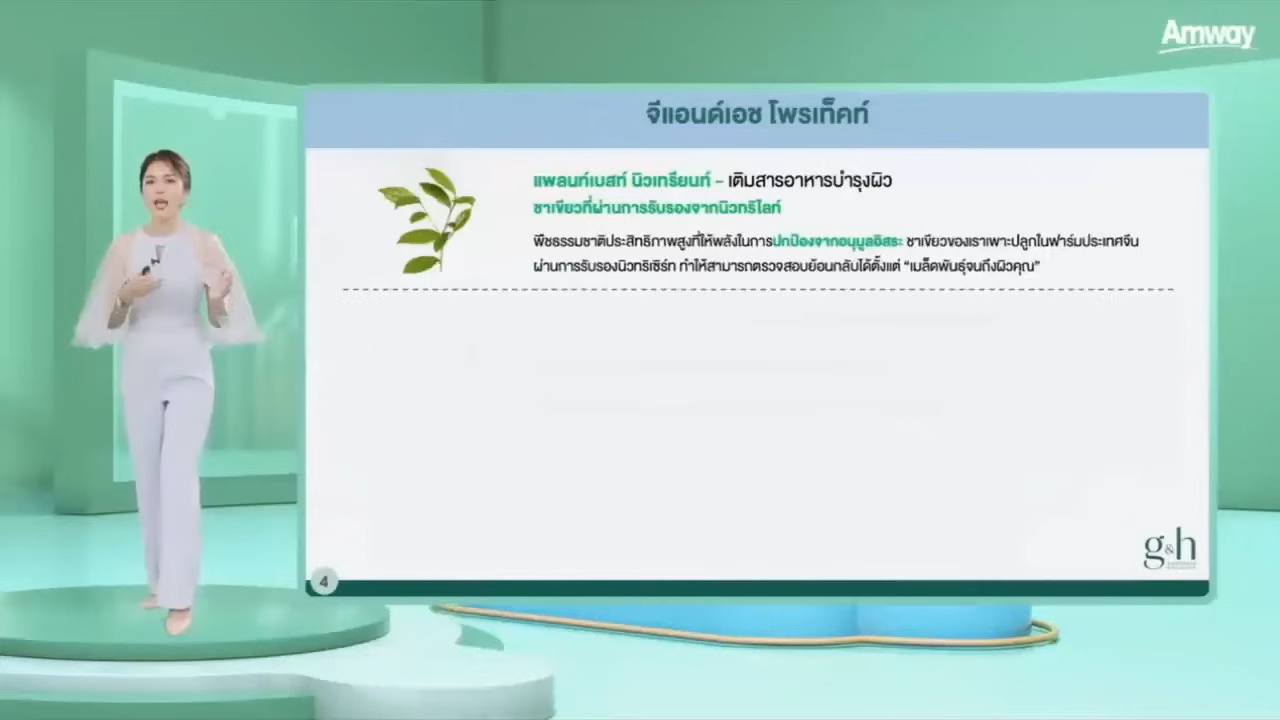 Amway
จีแอนด์เอช โพรเท็คท์
แพลนท์เบสท์ นิวเทรียนท์ – เติมสารอาหารบำรุงผิว
ชาเขียวที่ผ่านการรับรองจากนิวทริไลท์
พืชธรรมชาติประสิทธิภาพสูงที่ให้พลังในการปกป้องจากอนุมูลอิสระ ชาเขียวของเราเพาะปลูกในฟาร์มประเทศจีน
ผ่านการรับรองนิวทริเซิร์ท ทำให้สามารถตรวจสอบย้อนกลับได้ตั้งแต่ “เมล็ดพันธุ์จนถึงผิวคุณ”
g&h
4